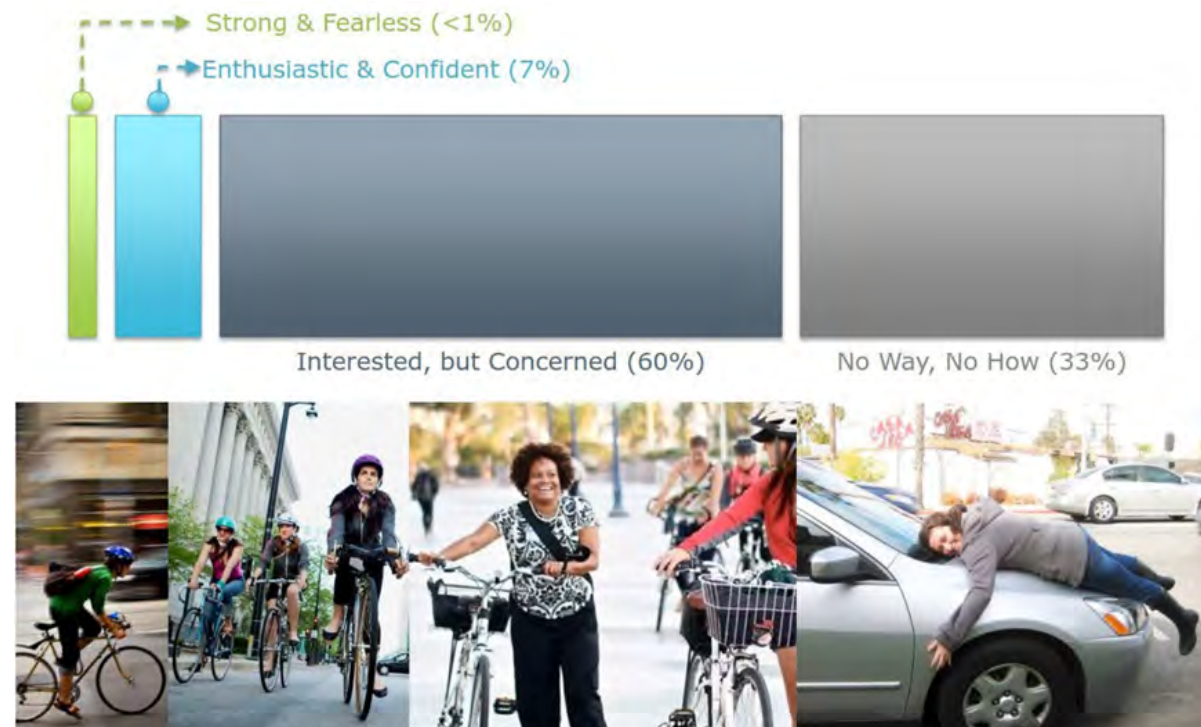 Strong & Fearless (<1%)
Enthusiastic & Confident (7%)
Interested, but Concerned (60%)
No Way, No How (33%)